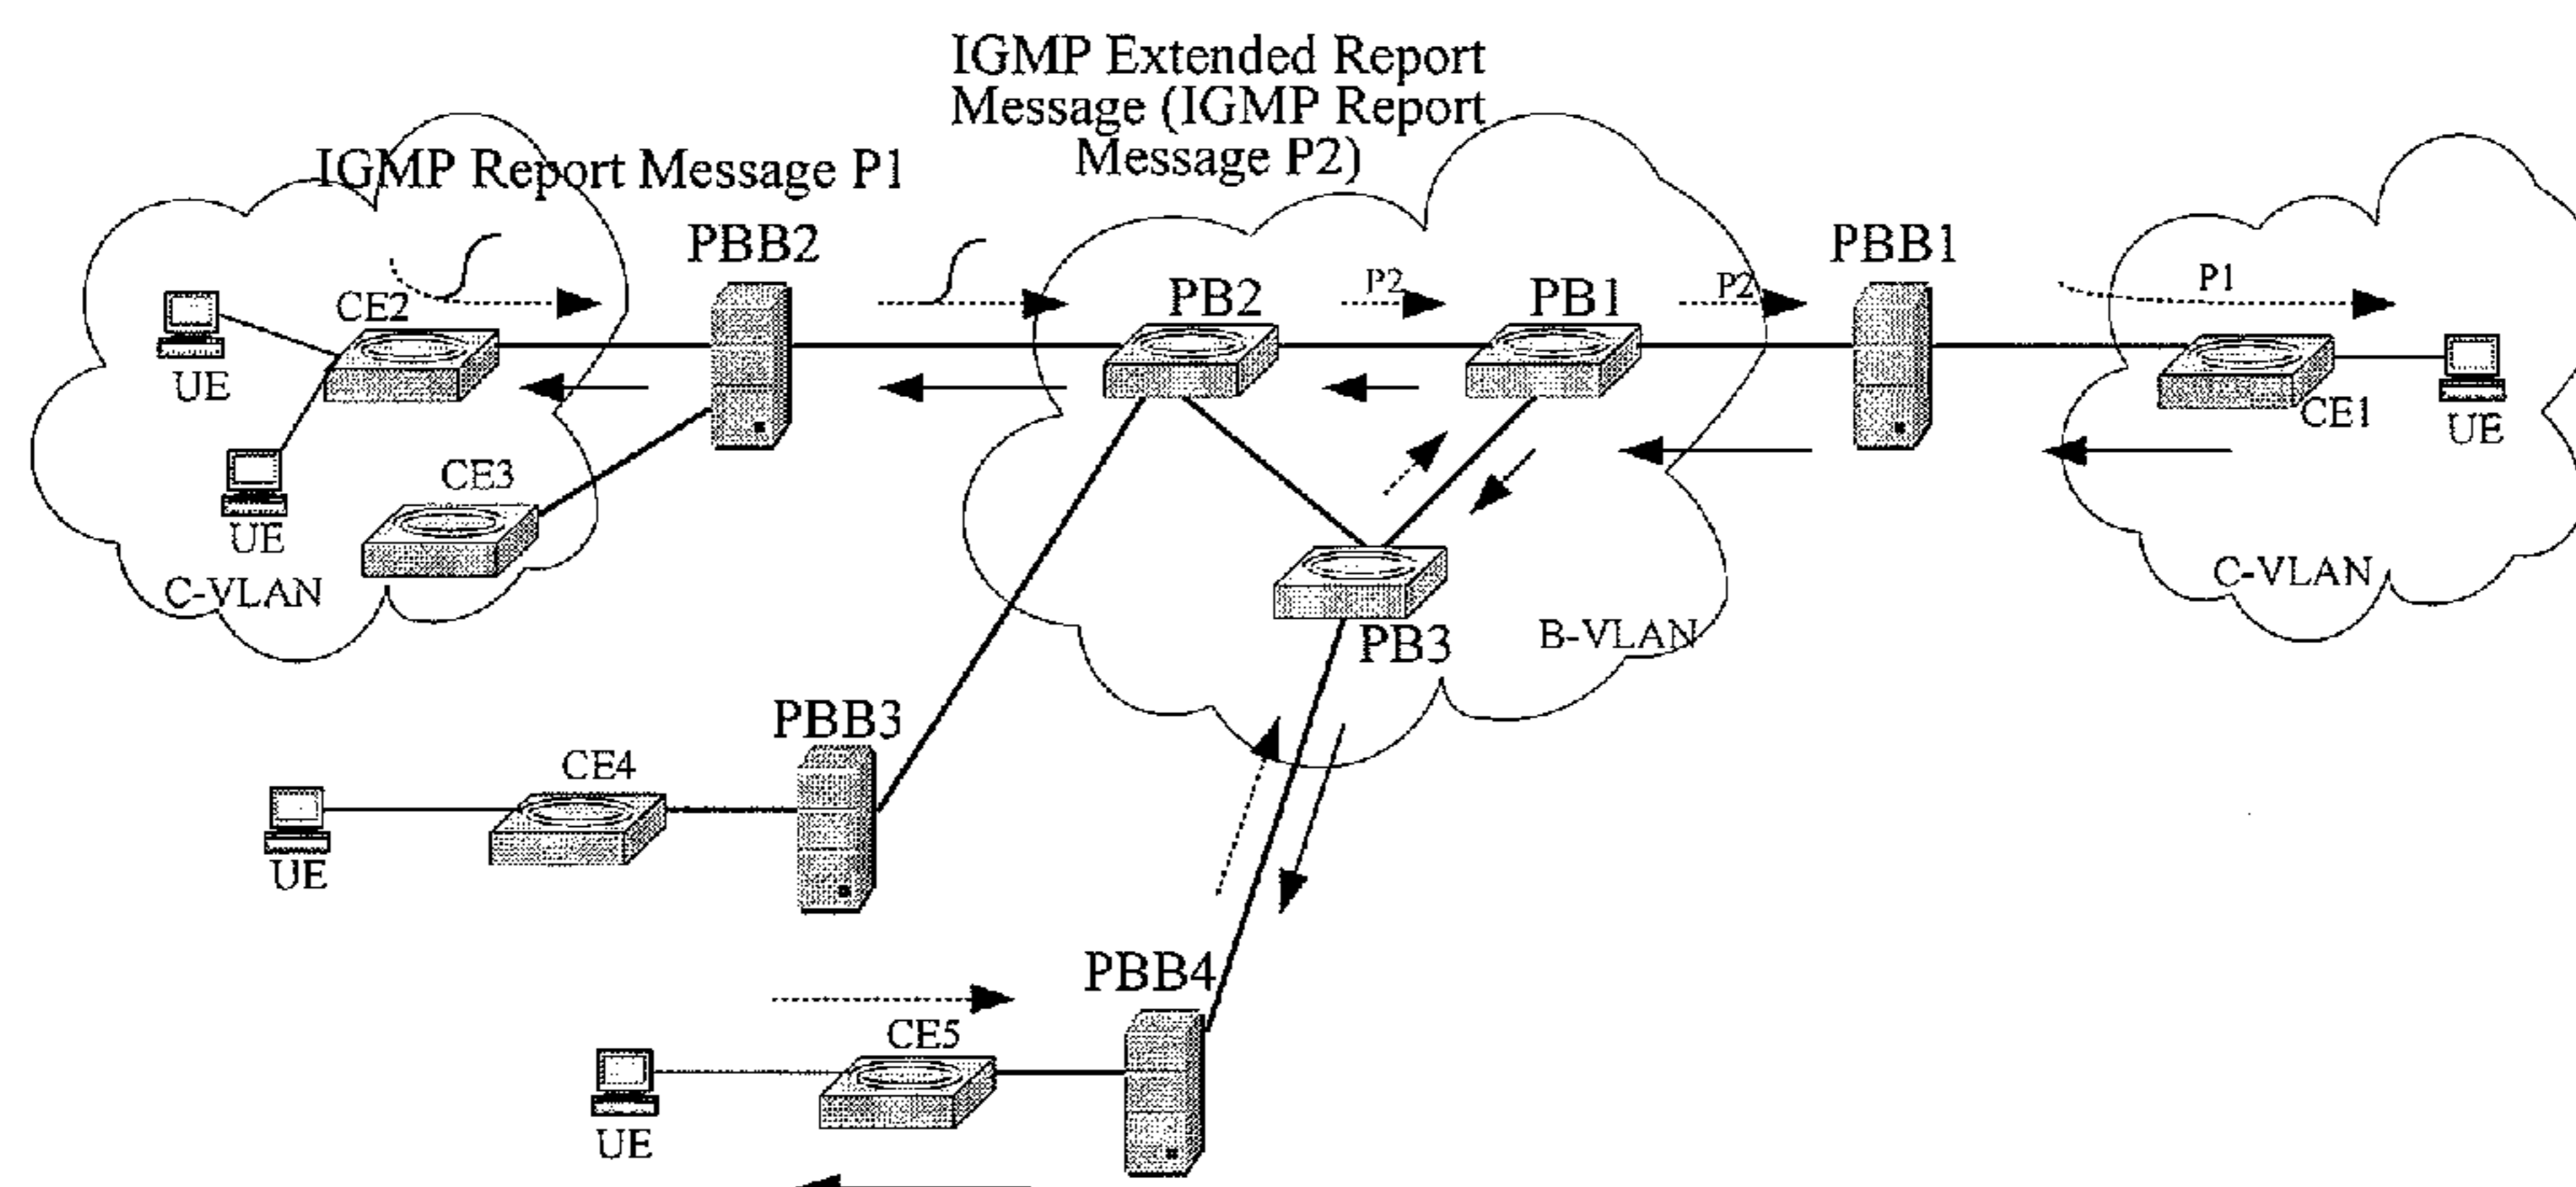 IGMP Extended Report
Message (IGMP Report
Message P2)
IGMP Report Message P1
PBB2
PBB1
CE2
PB2
P2
PB1
P2
P1
UE
CE1
UE
CE3
UE
C-VLAN
C-VLAN
PB3
B-VLAN
PBB3
CE4
UE
PBB4
CE5
UE